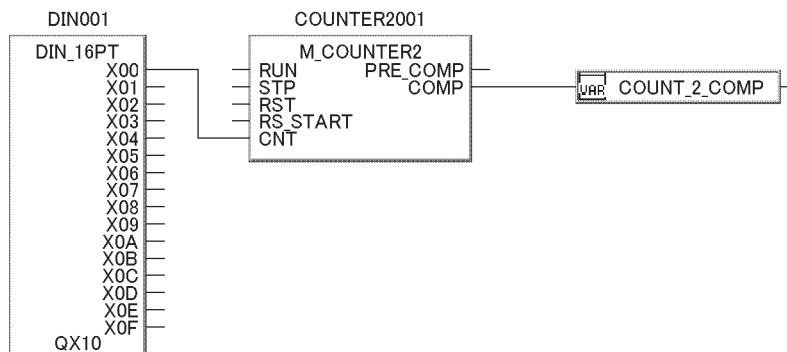 DIN001
DIN_16PT
X00
X01
X02
X03
X04
X05
X06
X07
X08
X09
X0A
X0B
X0C
X0D
X0E
X0F
QX10
COUNTER2001
M_COUNTER2
RUN PRE_COMP
STP COMP
RST
RS_START
CNT
VAR COUNT_2_COMP